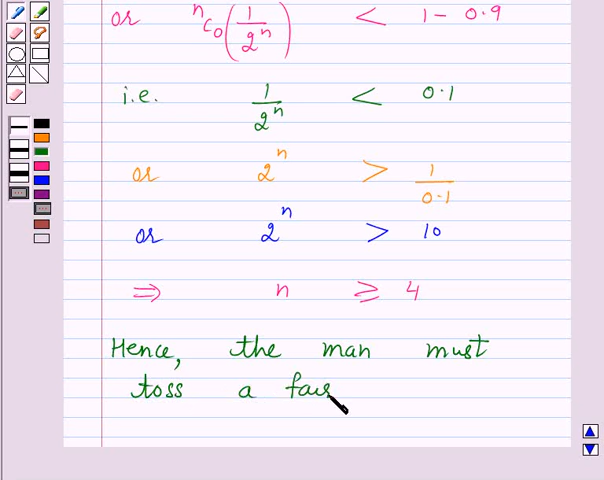 or ⁿC₀(1/2ⁿ) < 1 - 0.9
i.e. 1/2ⁿ < 0.1
or 2ⁿ > 1/0.1
or 2ⁿ > 10
⇒ n ≥ 4
Hence, the man must
toss a fair